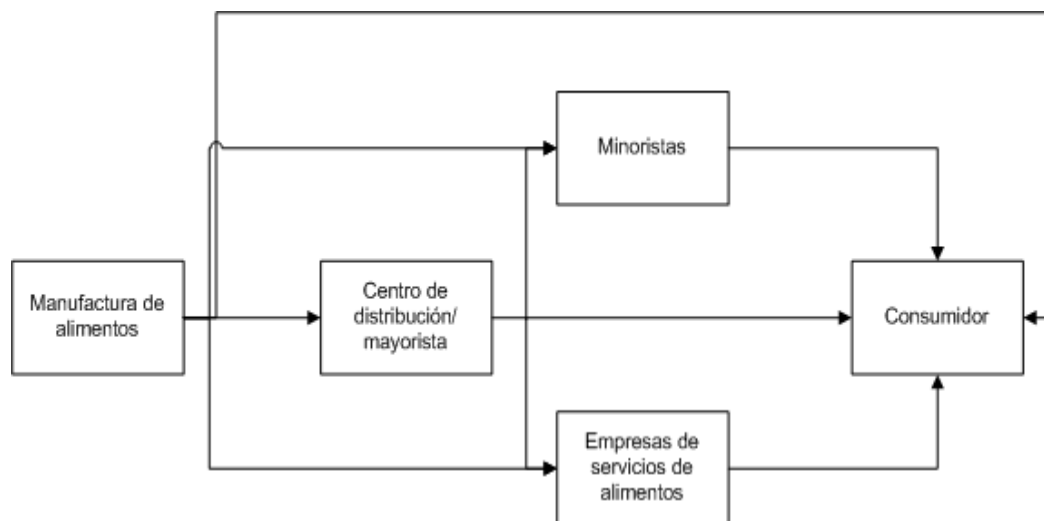 Minoristas
Manufactura de
alimentos
Centro de
distribución/
mayorista
Consumidor
Empresas de
servicios de
alimentos